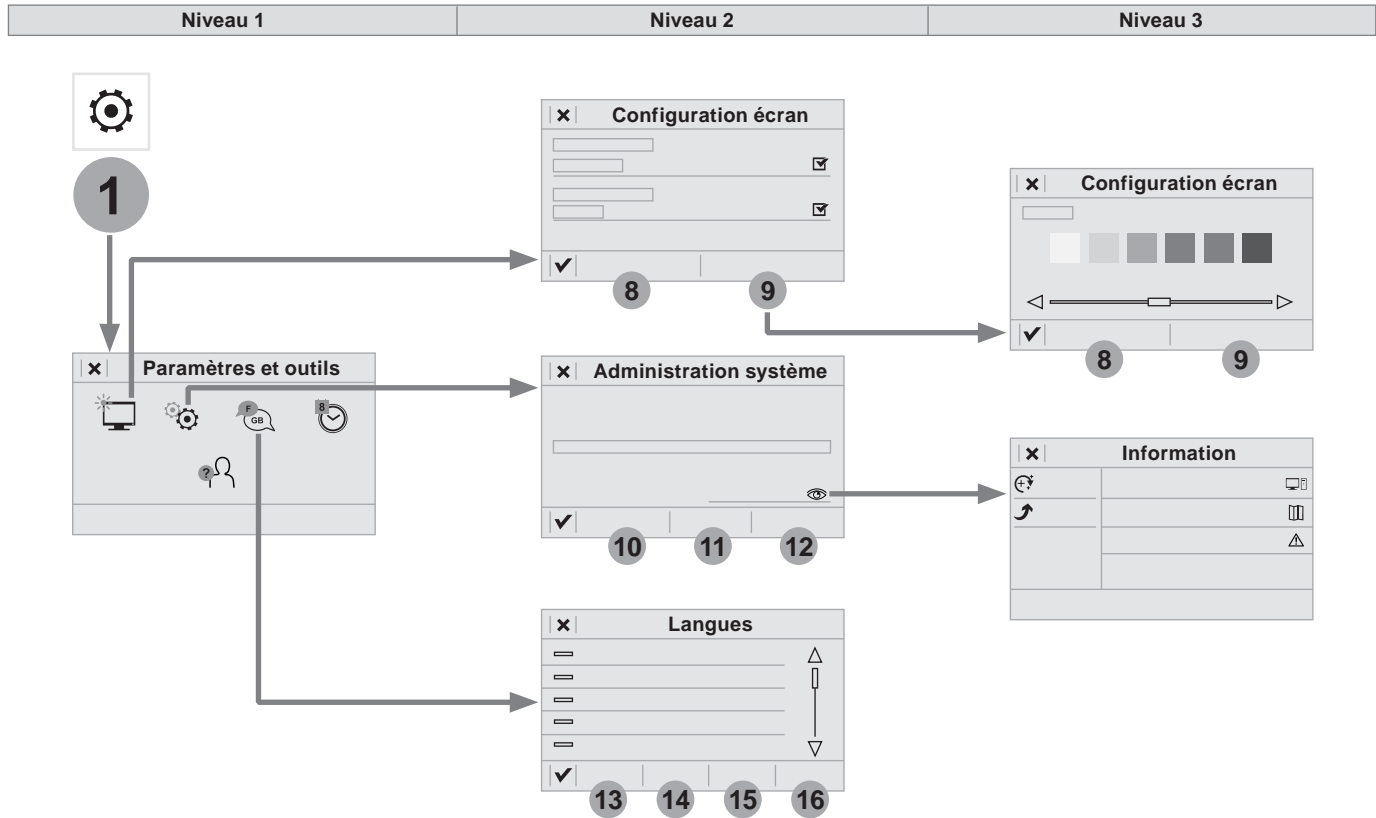 Niveau 1
Niveau 2
Niveau 3
1
Configuration écran
8
9
Configuration écran
8
9
Paramètres et outils
F
GB
8
?
Administration système
10
11
12
Information
Langues
13
14
15
16